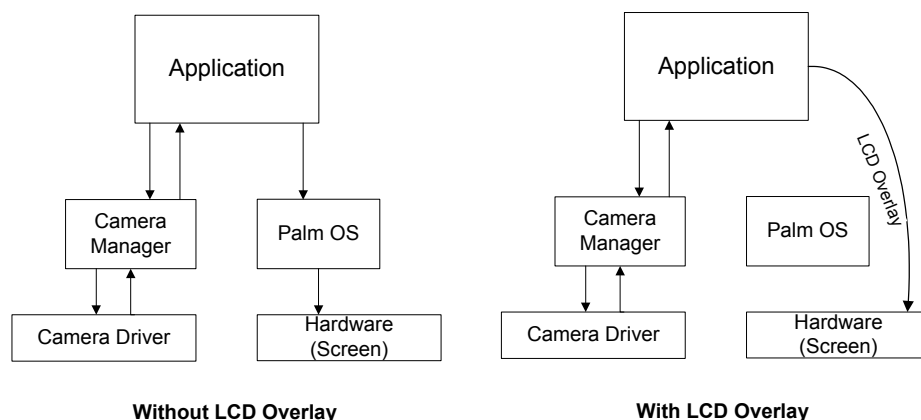 Application
Camera
Manager
Palm OS
Camera Driver
Hardware
(Screen)
Without LCD Overlay
Application
LCD Overlay
Camera
Manager
Palm OS
Camera Driver
Hardware
(Screen)
With LCD Overlay